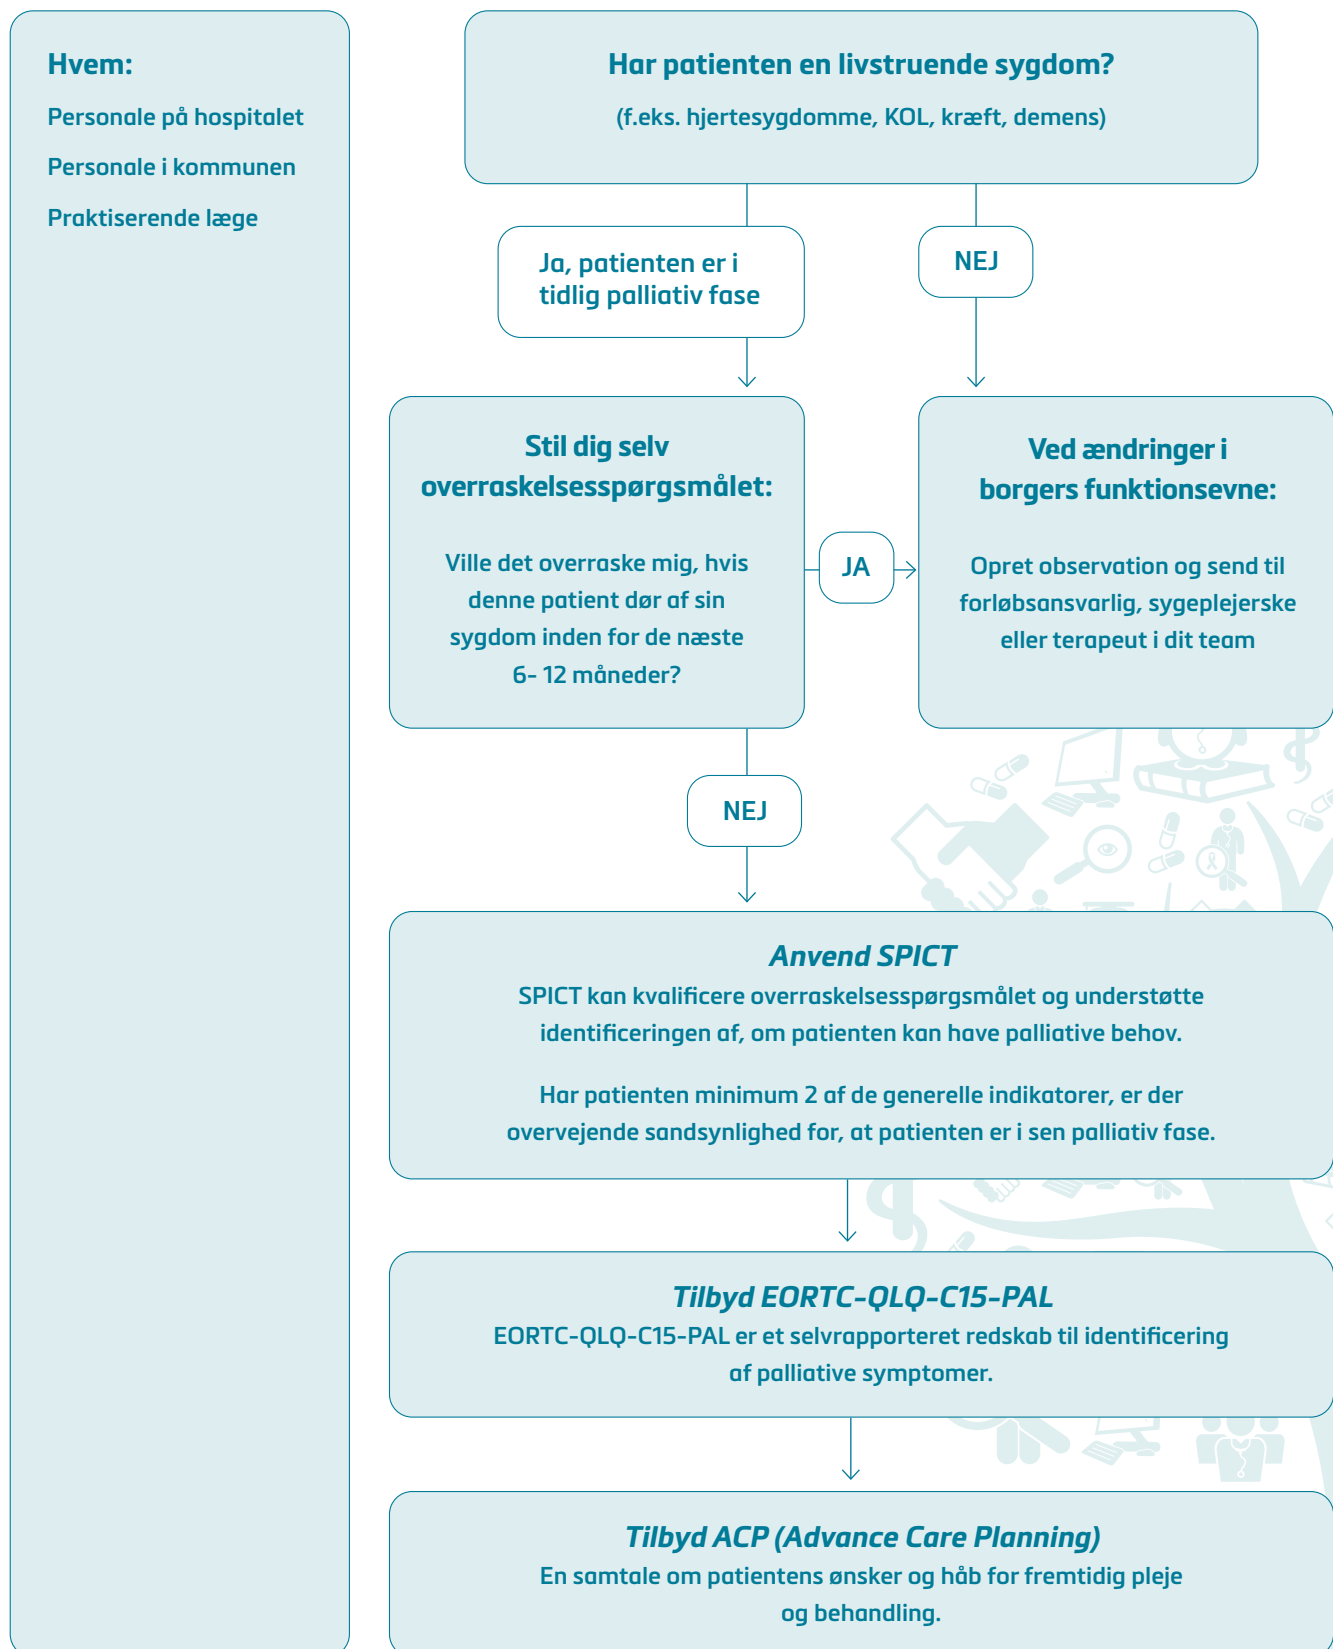 Hvem:
Personale på hospitalet
Personale i kommunen
Praktiserende læge
Har patienten en livstruende sygdom?
(f.eks. hjertesygdomme, KOL, kræft, demens)
Ja, patienten er i
tidlig palliativ fase
NEJ
Stil dig selv
overraskelsesspørgsmålet:
Ville det overraske mig, hvis
denne patient dør af sin
sygdom inden for de næste
6- 12 måneder?
JA
Ved ændringer i
borgers funktionsevne:
Opret observation og send til
forløbsansvarlig, sygeplejerske
eller terapeut i dit team
NEJ
Anvend SPICT
SPICT kan kvalificere overraskelsesspørgsmålet og understøtte
identificeringen af, om patienten kan have palliative behov.
Har patienten minimum 2 af de generelle indikatorer, er der
overvejende sandsynlighed for, at patienten er i sen palliativ fase.
Tilbyd EORTC-QLQ-C15-PAL
EORTC-QLQ-C15-PAL er et selvrapporteret redskab til identificering
af palliative symptomer.
Tilbyd ACP (Advance Care Planning)
En samtale om patientens ønsker og håb for fremtidig pleje
og behandling.